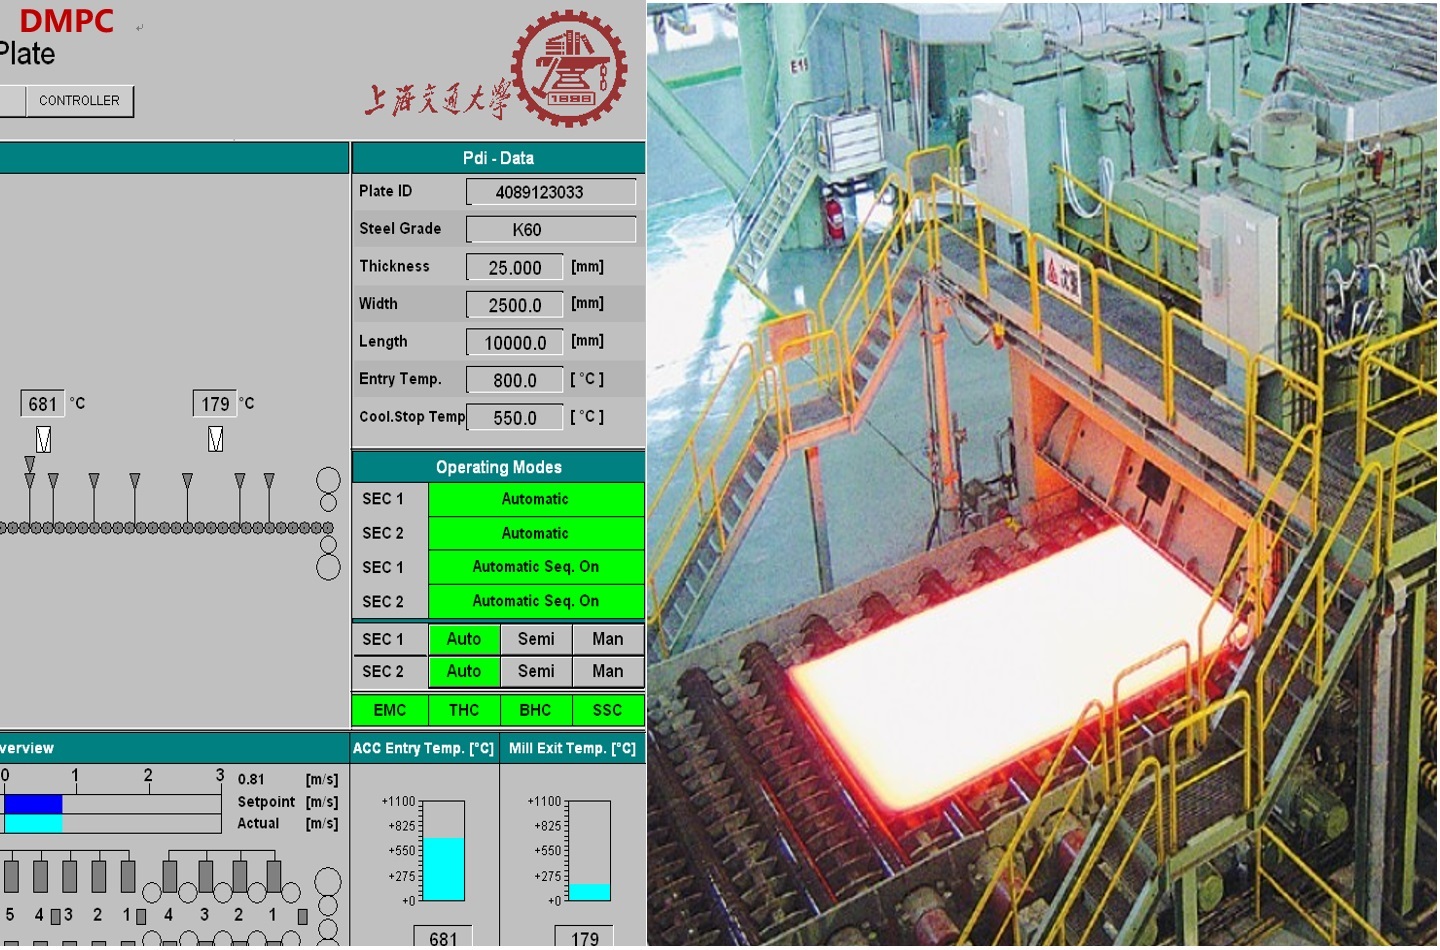 DMPC
Plate
CONTROLLER
上海交通大学
1896
Pdi - Data
Plate ID 4089123033
Steel Grade K60
Thickness 25.000 [mm]
Width 2500.0 [mm]
Length 10000.0 [mm]
Entry Temp. 800.0 [ °C ]
Cool.Stop Temp 550.0 [ °C ]
681 °C 179 °C
Operating Modes
SEC 1 Automatic
SEC 2 Automatic
SEC 1 Automatic Seq. On
SEC 2 Automatic Seq. On
SEC 1 Auto Semi Man
SEC 2 Auto Semi Man
EMC THC BHC SSC
verview
0 1 2 3 0.81 [m/s]
Setpoint [m/s]
Actual [m/s]
5 4 3 2 1 4 3 2 1
ACC Entry Temp. [°C] Mill Exit Temp. [°C]
+1100 +1100
+825 +825
+550 +550
+275 +275
+0 +0
681 179